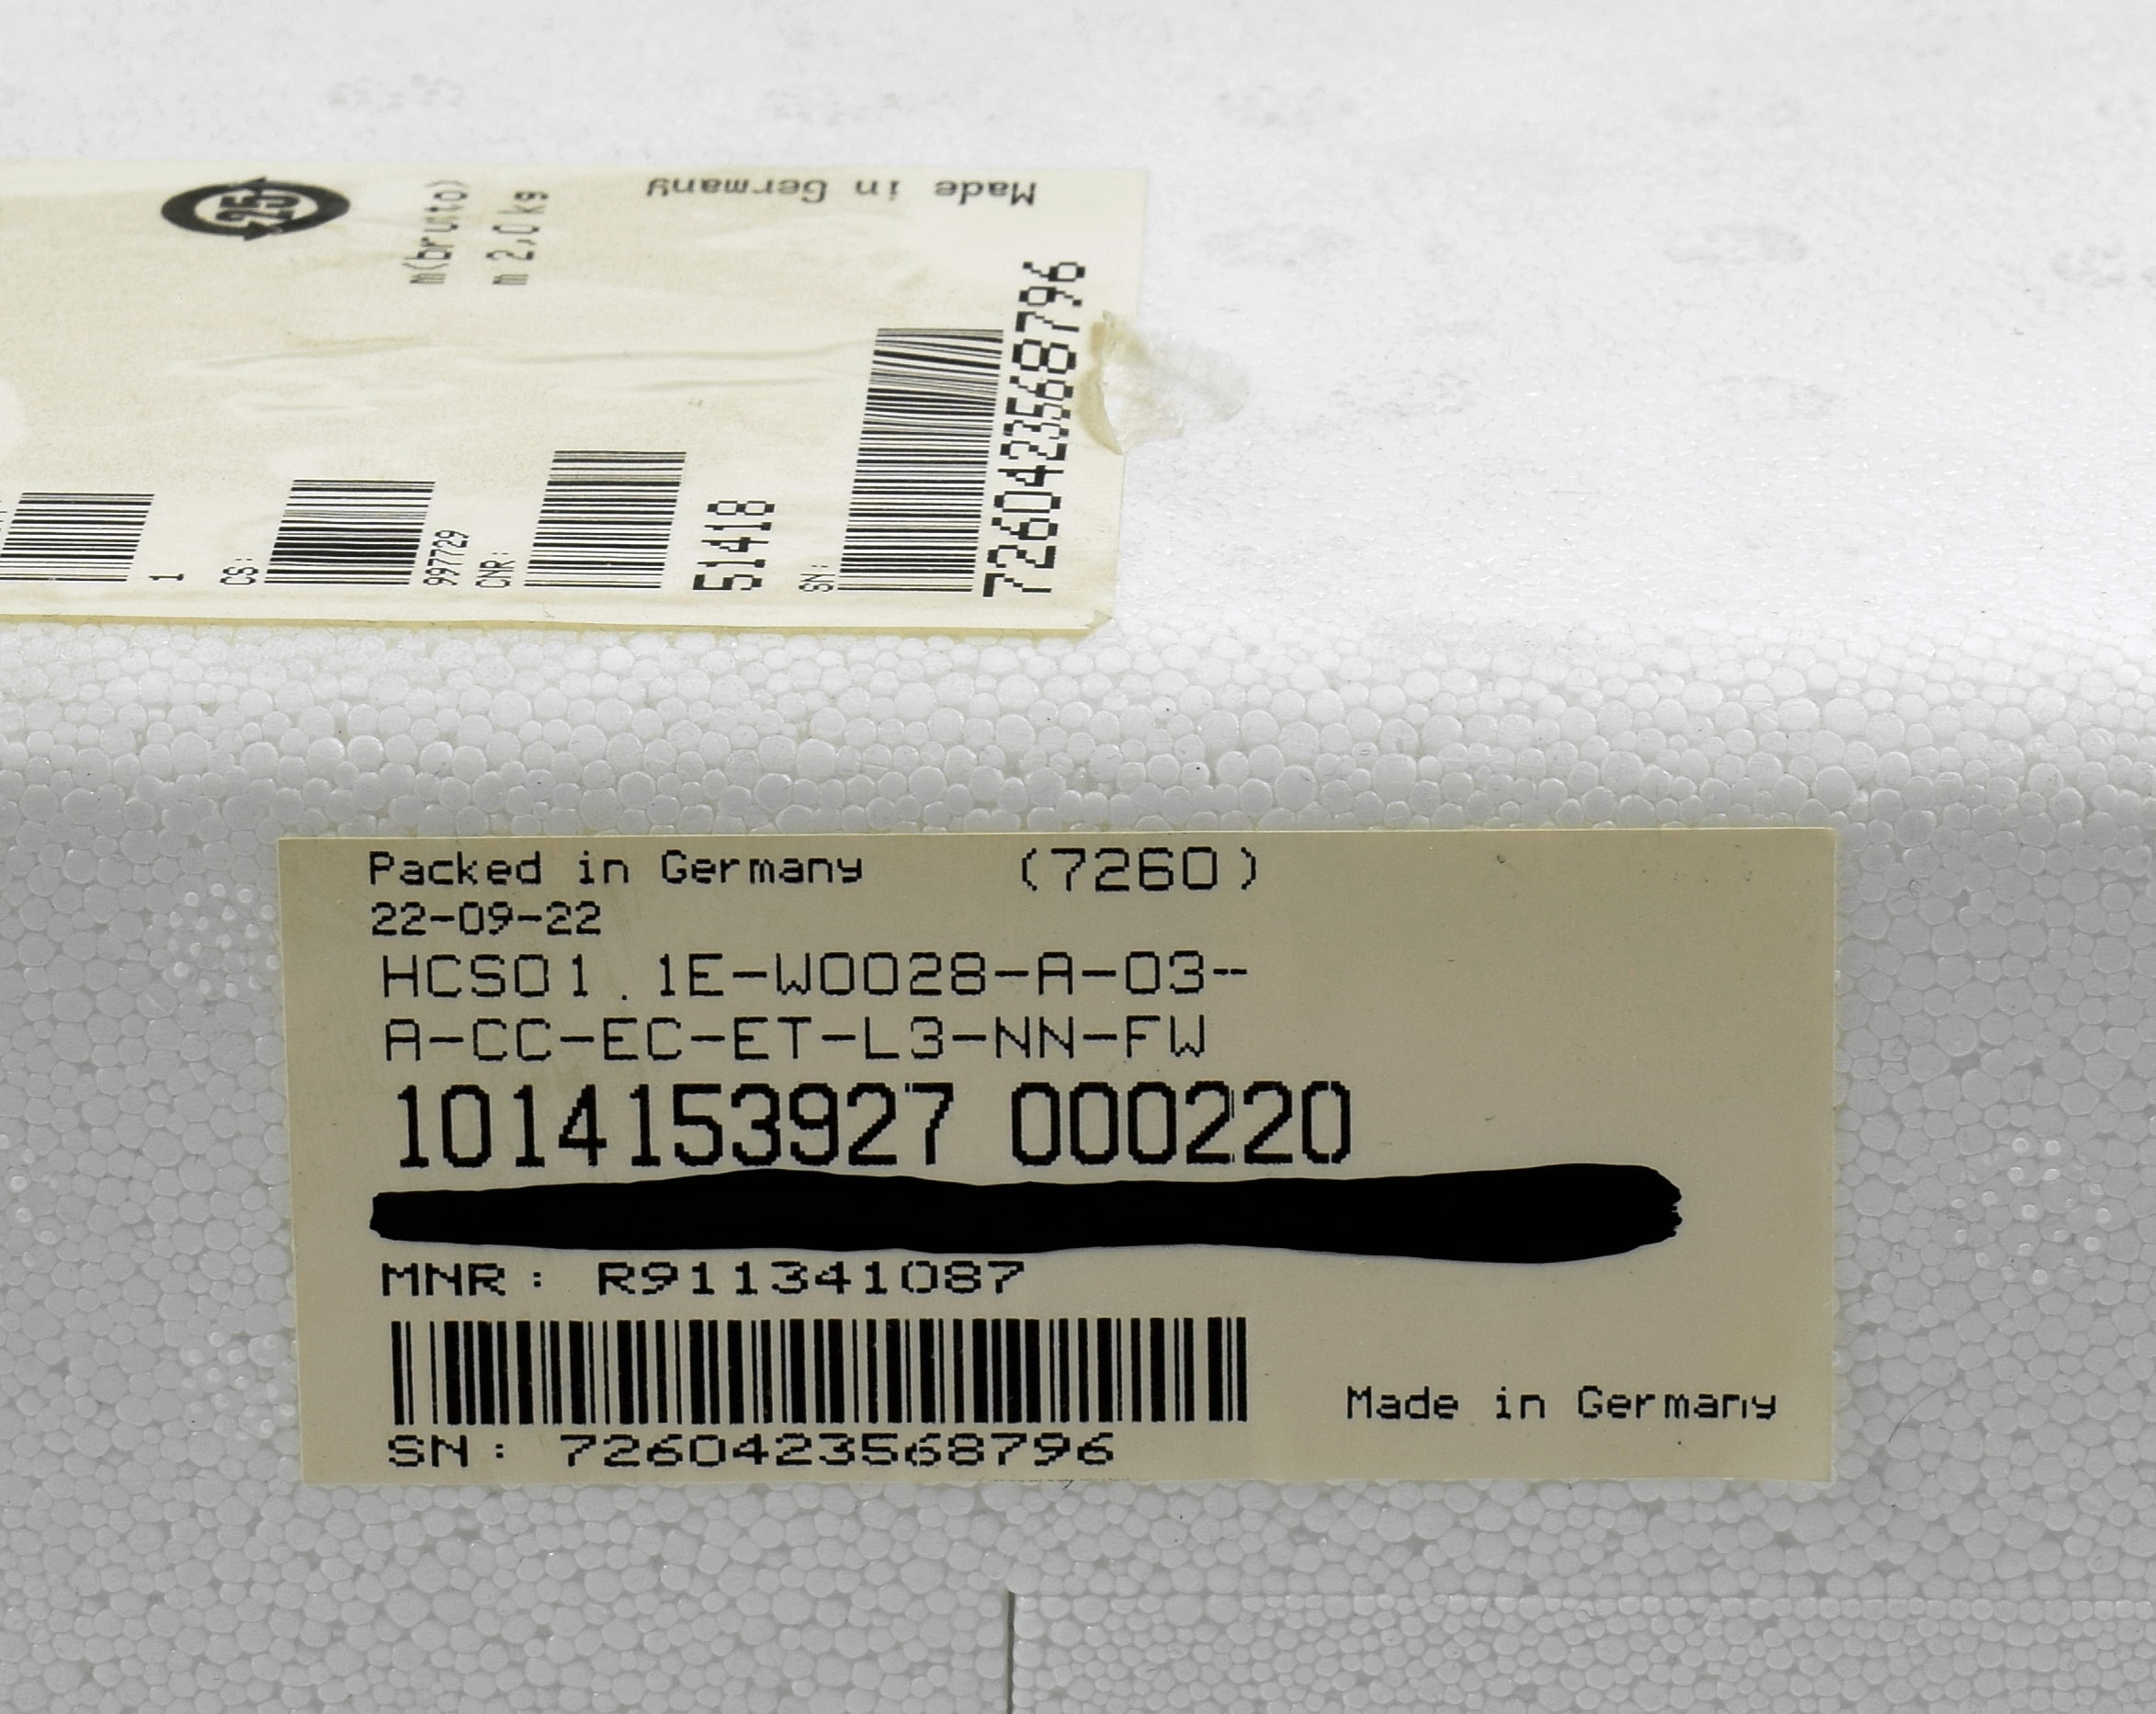 25
m(brutto)
m 2,0 kg
Made in Germany
1
CS:
997729
CNR:
51418
SN:
7260423568796
Packed in Germany (7260)
22-09-22
HCS01.1E-W0028-A-03-
A-CC-EC-ET-L3-NN-FW
1014153927 000220
MNR: R911341087
SN: 7260423568796
Made in Germany